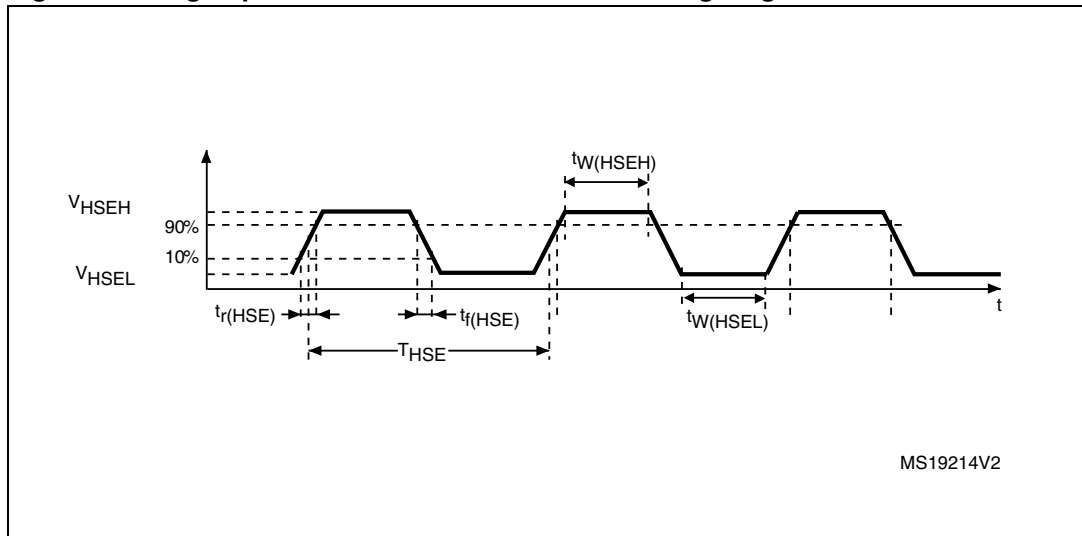 tW(HSEH)
VHSEH
90%
10%
VHSEL
tr(HSE)
tf(HSE)
tW(HSEL)
t
THSE
MS19214V2